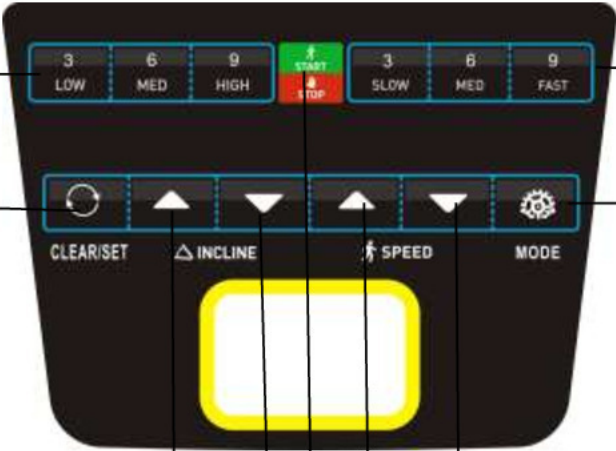 3 6 9 START 3 6 9
LOW MED HIGH STOP SLOW MED FAST
CLEAR/SET INCLINE SPEED MODE